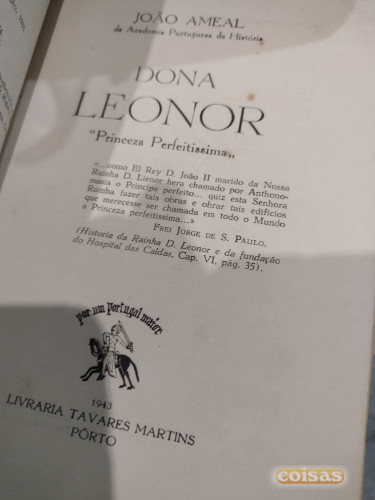 JOÃO AMEAL
da Academia Portuguesa da História
DONA
LEONOR
"Princeza Perfeitissima„
«...como El Rey D. João II marido da Nossa
Rainha D. Lienor hera chamado por Anthono-
masta o Principe perfeito... quiz esta Senhora
Rainha fazer tais obras e obrar tais edificios
que merecesse ser chamada em todo o Mundo
a Princeza perfeitissima...»
FREI JORGE DE S. PAULO.
(Historia da Raínha D. Leonor e da fundação
do Hospital das Caldas, Cap. VI, pág. 35).
por um portugal maior
1943
LIVRARIA TAVARES MARTINS
PÔRTO
coisas